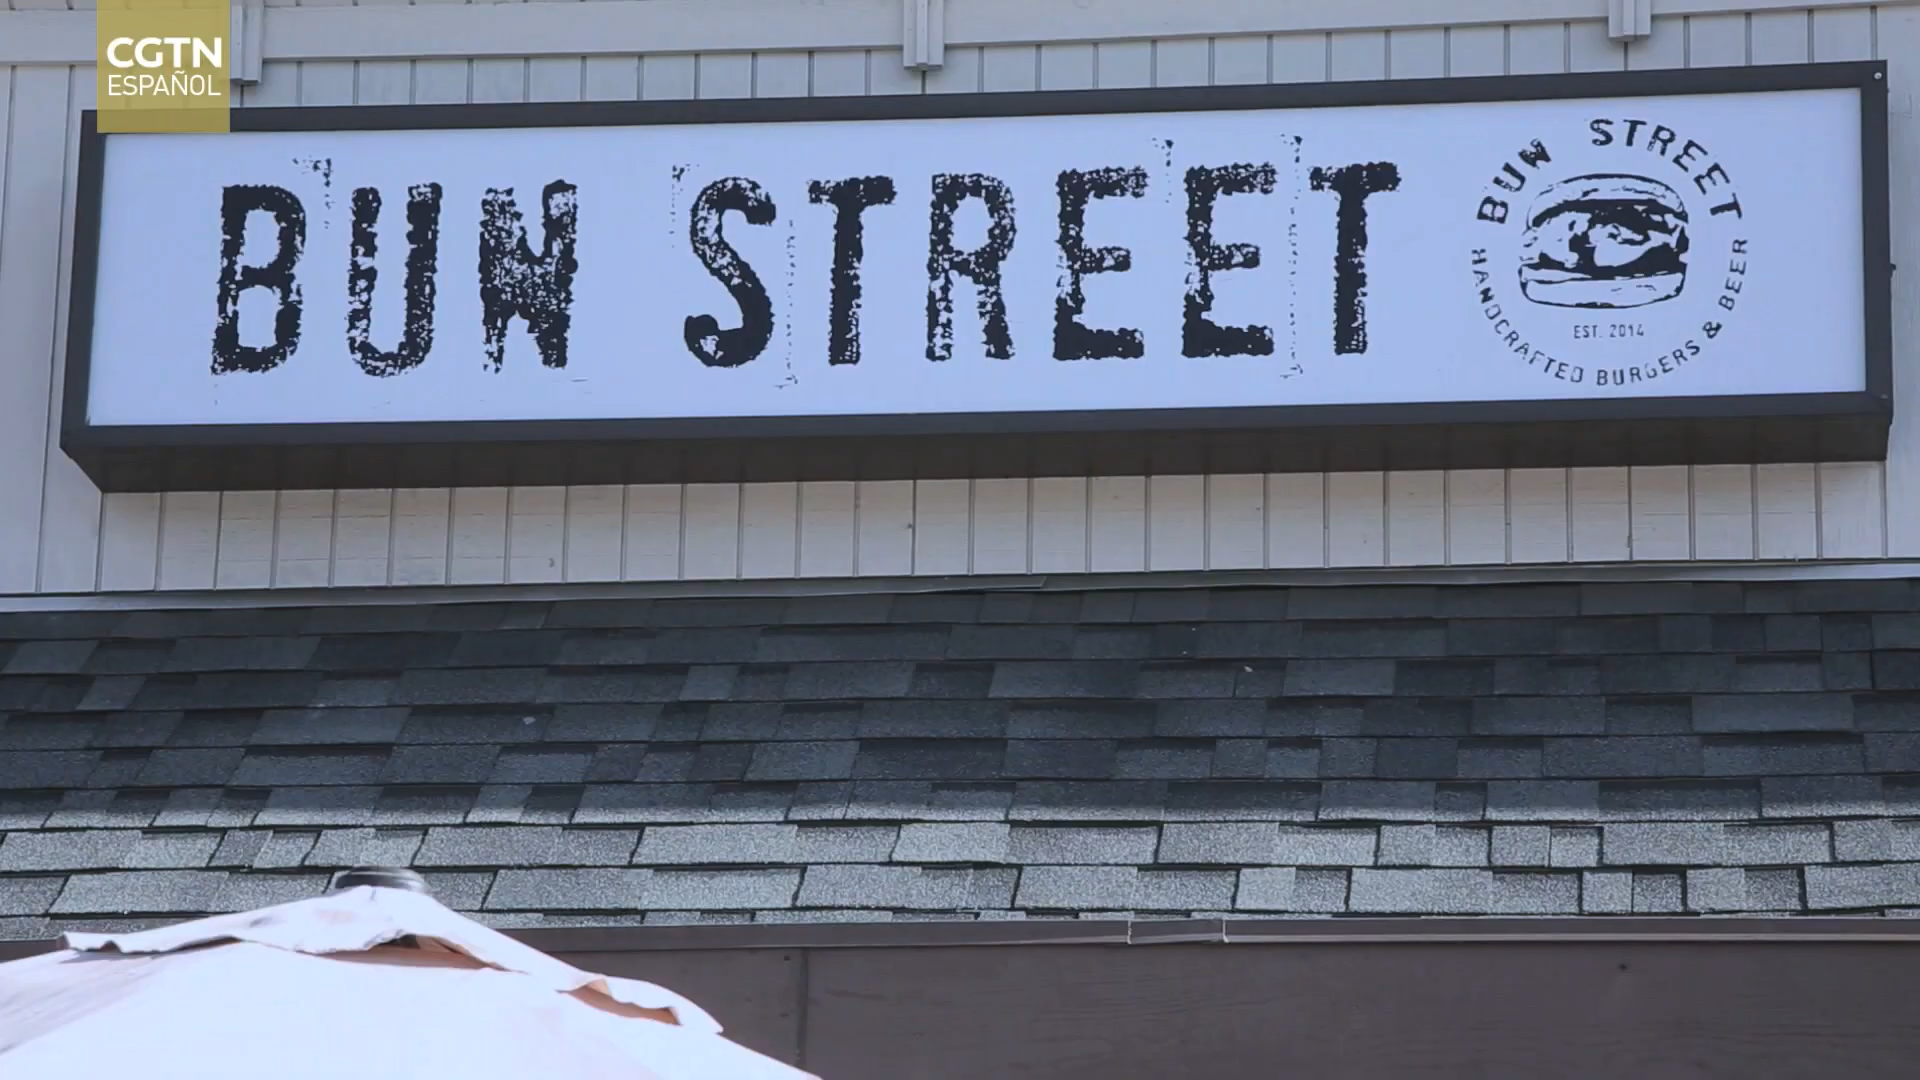 CGTN
ESPAÑOL
BUN STREET
BUN STREET
EST. 2014
HANDCRAFTED BURGERS & BEER